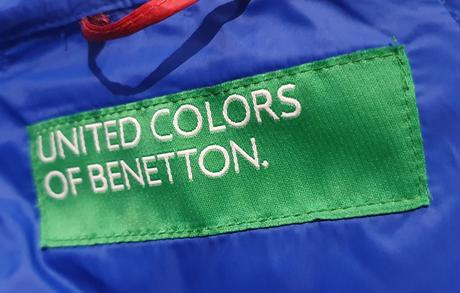 UNITED COLORS
OF BENETTON.